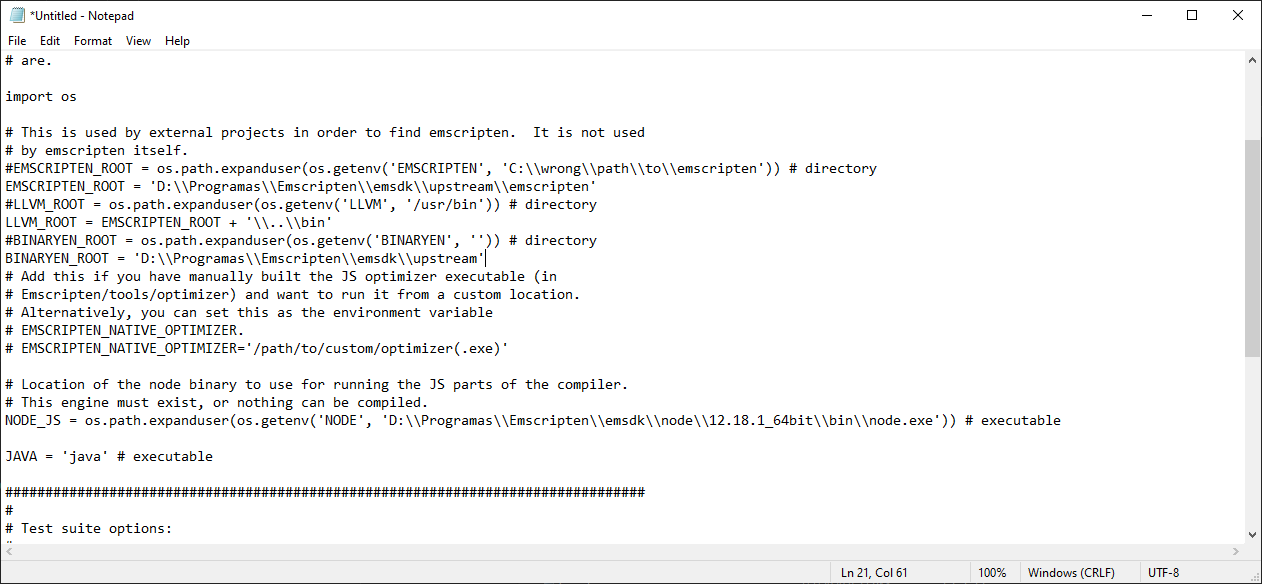 *Untitled - Notepad
File Edit Format View Help
# are.
import os
# This is used by external projects in order to find emscripten.  It is not used
# by emscripten itself.
#EMSCRIPTEN_ROOT = os.path.expanduser(os.getenv('EMSCRIPTEN', 'C:\\wrong\\path\\to\\emscripten')) # directory
EMSCRIPTEN_ROOT = 'D:\\Programas\\Emscripten\\emsdk\\upstream\\emscripten'
#LLVM_ROOT = os.path.expanduser(os.getenv('LLVM', '/usr/bin')) # directory
LLVM_ROOT = EMSCRIPTEN_ROOT + '\\..\\bin'
#BINARYEN_ROOT = os.path.expanduser(os.getenv('BINARYEN', '')) # directory
BINARYEN_ROOT = 'D:\\Programas\\Emscripten\\emsdk\\upstream'
# Add this if you have manually built the JS optimizer executable (in
# Emscripten/tools/optimizer) and want to run it from a custom location.
# Alternatively, you can set this as the environment variable
# EMSCRIPTEN_NATIVE_OPTIMIZER.
# EMSCRIPTEN_NATIVE_OPTIMIZER='/path/to/custom/optimizer(.exe)'
# Location of the node binary to use for running the JS parts of the compiler.
# This engine must exist, or nothing can be compiled.
NODE_JS = os.path.expanduser(os.getenv('NODE', 'D:\\Programas\\Emscripten\\emsdk\\node\\12.18.1_64bit\\bin\\node.exe')) # executable
JAVA = 'java' # executable
################################################################################
#
# Test suite options:
Ln 21, Col 61 100% Windows (CRLF) UTF-8